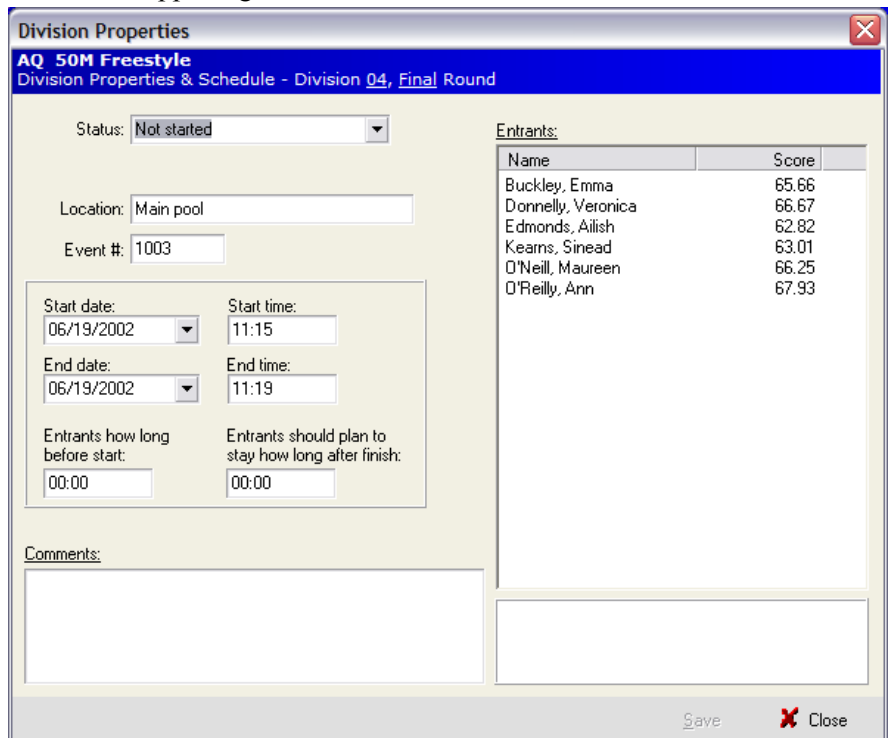 Division Properties
AQ 50M Freestyle
Division Properties & Schedule - Division 04, Final Round
Status: Not started
Location: Main pool
Event #: 1003
Start date: Start time:
06/19/2002 11:15
End date: End time:
06/19/2002 11:19
Entrants how long Entrants should plan to
before start: stay how long after finish:
00:00 00:00
Comments:
Entrants:
Name Score
Buckley, Emma 65.66
Donnelly, Veronica 66.67
Edmonds, Ailish 62.82
Kearns, Sinead 63.01
O'Neill, Maureen 66.25
O'Reilly, Ann 67.93
Save Close